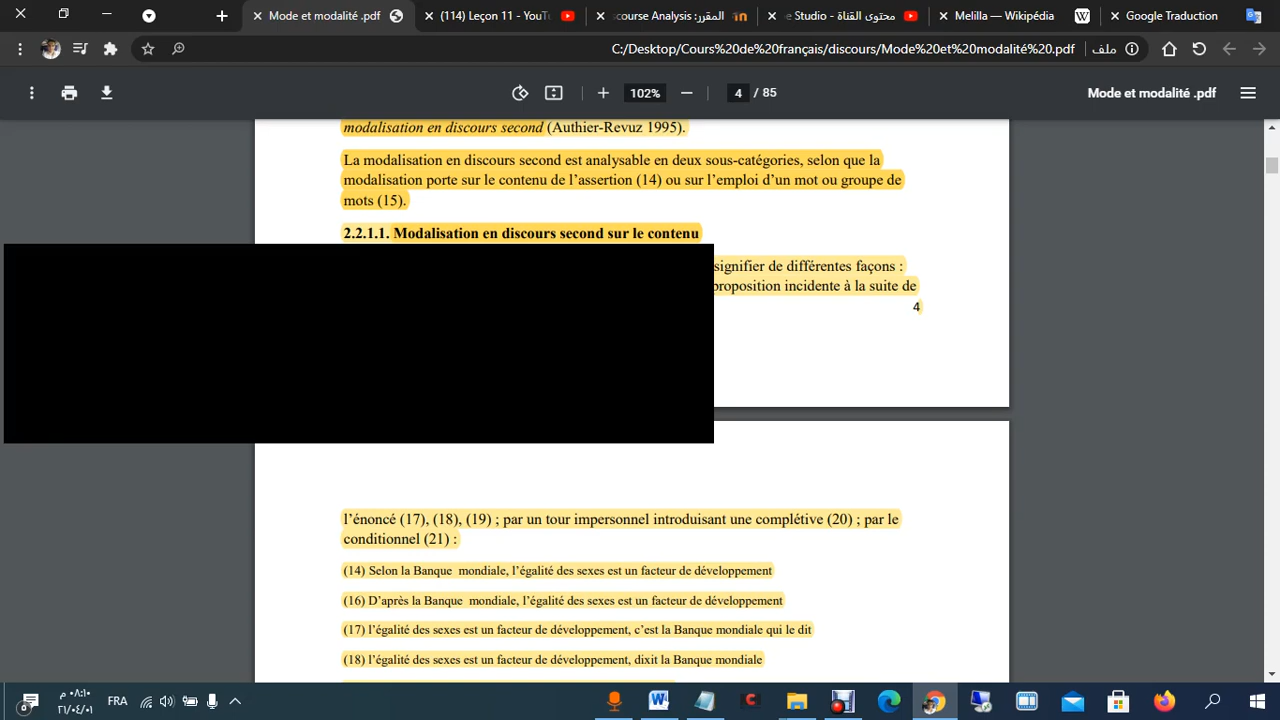 Mode et modalité .pdf
(114) Leçon 11 - YouTu
scourse Analysis :المقرر
e Studio - محتوى القناة
Melilla — Wikipédia
Google Traduction
C:/Desktop/Cours%20de%20français/discours/Mode%20et%20modalité%20.pdf
ملف
102%
4 / 85
Mode et modalité .pdf
modalisation en discours second (Authier-Revuz 1995).
La modalisation en discours second est analysable en deux sous-catégories, selon que la
modalisation porte sur le contenu de l’assertion (14) ou sur l’emploi d’un mot ou groupe de
mots (15).
2.2.1.1. Modalisation en discours second sur le contenu
signifier de différentes façons :
proposition incidente à la suite de
4
l’énoncé (17), (18), (19) ; par un tour impersonnel introduisant une complétive (20) ; par le
conditionnel (21) :
(14) Selon la Banque mondiale, l’égalité des sexes est un facteur de développement
(16) D’après la Banque mondiale, l’égalité des sexes est un facteur de développement
(17) l’égalité des sexes est un facteur de développement, c’est la Banque mondiale qui le dit
(18) l’égalité des sexes est un facteur de développement, dixit la Banque mondiale
FRA